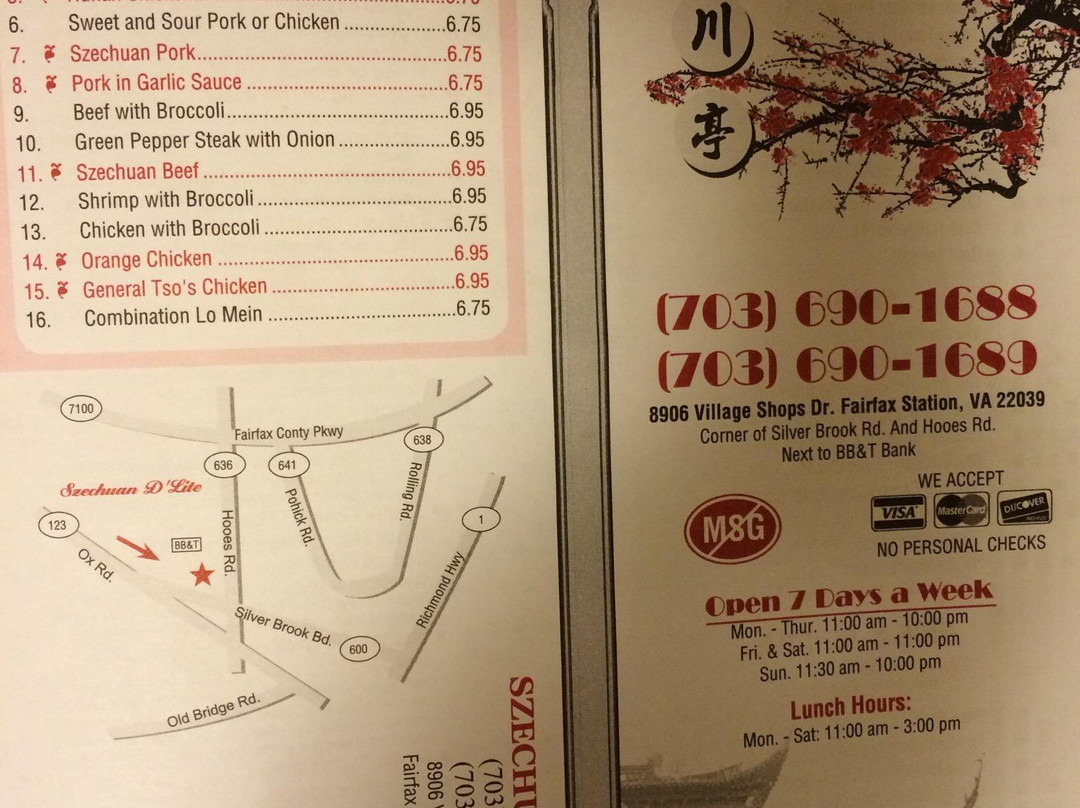 6. Sweet and Sour Pork or Chicken ....................6.75
7. Szechuan Pork.......................................6.75
8. Pork in Garlic Sauce ................................6.75
9. Beef with Broccoli...................................6.95
10. Green Pepper Steak with Onion .................6.95
11. Szechuan Beef.......................................6.95
12. Shrimp with Broccoli................................6.95
13. Chicken with Broccoli ..............................6.75
14. Orange Chicken .....................................6.95
15. General Tso's Chicken .............................6.95
16. Combination Lo Mein ..............................6.75
7100
Fairfax Conty Pkwy
638
636
641
Szechuan D'Lite
Pohick Rd.
Rolling Rd.
123
Hooes Rd.
1
BB&T
Ox Rd.
Richmond Hwy
Silver Brook Bd.
600
Old Bridge Rd.
SZECHU
(703
(703
8906 V
Fairfax
川
亭
(703) 690-1688
(703) 690-1689
8906 Village Shops Dr. Fairfax Station, VA 22039
Corner of Silver Brook Rd. And Hooes Rd.
Next to BB&T Bank
WE ACCEPT
MSG
VISA
MasterCard
DISCOVER
NO PERSONAL CHECKS
Open 7 Days a Week
Mon. - Thur. 11:00 am - 10:00 pm
Fri. & Sat. 11:00 am - 11:00 pm
Sun. 11:30 am - 10:00 pm
Lunch Hours:
Mon. - Sat: 11:00 am - 3:00 pm